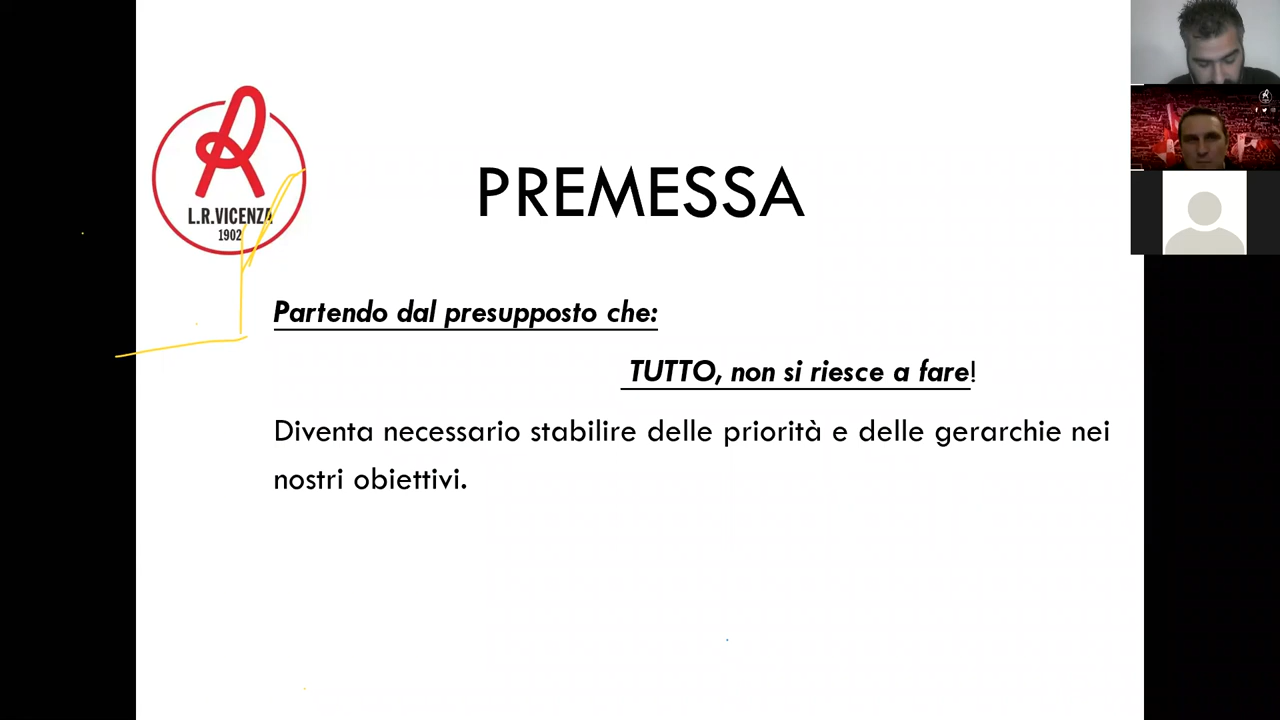 L.R.VICENZA
1902
PREMESSA
Partendo dal presupposto che:
TUTTO, non si riesce a fare!
Diventa necessario stabilire delle priorità e delle gerarchie nei
nostri obiettivi.